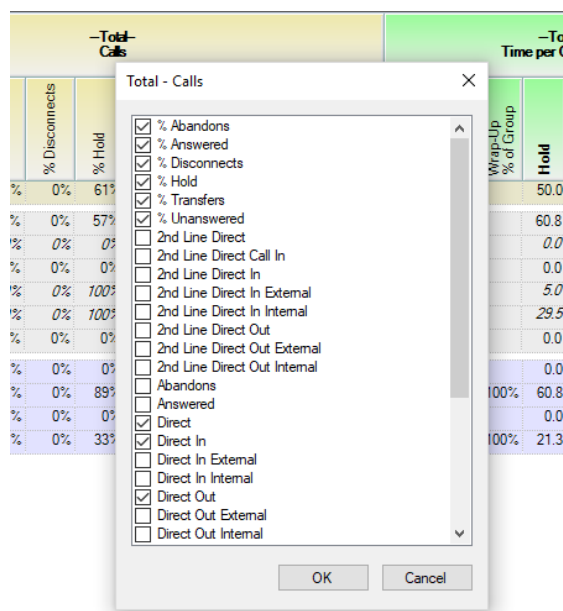 --Total--
Calls
--To
Time per C
% Disconnects
% Hold
Wrap-Up
% of Group
Hold
Total - Calls
% Abandons
% Answered
% Disconnects
% Hold
% Transfers
% Unanswered
2nd Line Direct
2nd Line Direct Call In
2nd Line Direct In
2nd Line Direct In External
2nd Line Direct In Internal
2nd Line Direct Out
2nd Line Direct Out External
2nd Line Direct Out Internal
Abandons
Answered
Direct
Direct In
Direct In External
Direct In Internal
Direct Out
Direct Out External
Direct Out Internal
OK
Cancel
% 0% 61% 50.0
% 0% 57% 60.8
% 0% 0% 0.0
% 0% 0% 0.0
% 0% 100% 5.0
% 0% 100% 29.5
% 0% 0% 0.0
% 0% 0% 0.0
% 0% 89% 100% 60.8
% 0% 0% 0.0
% 0% 33% 100% 21.3